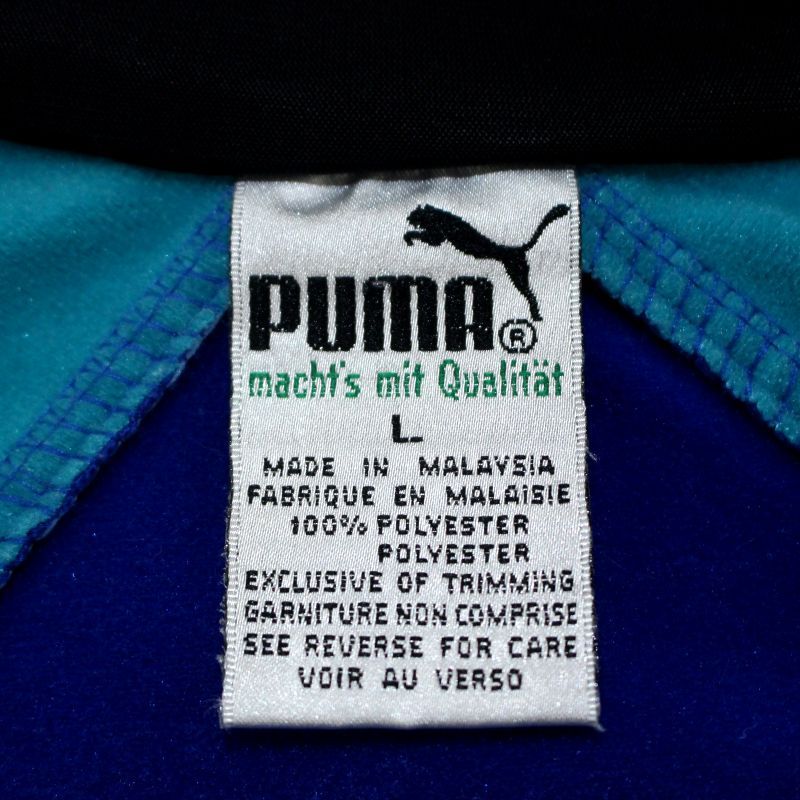 PUMA®
macht's mit Qualität
L
MADE IN MALAYSIA
FABRIQUE EN MALAISIE
100% POLYESTER
POLYESTER
EXCLUSIVE OF TRIMMING
GARNITURE NON COMPRISE
SEE REVERSE FOR CARE
VOIR AU VERSO